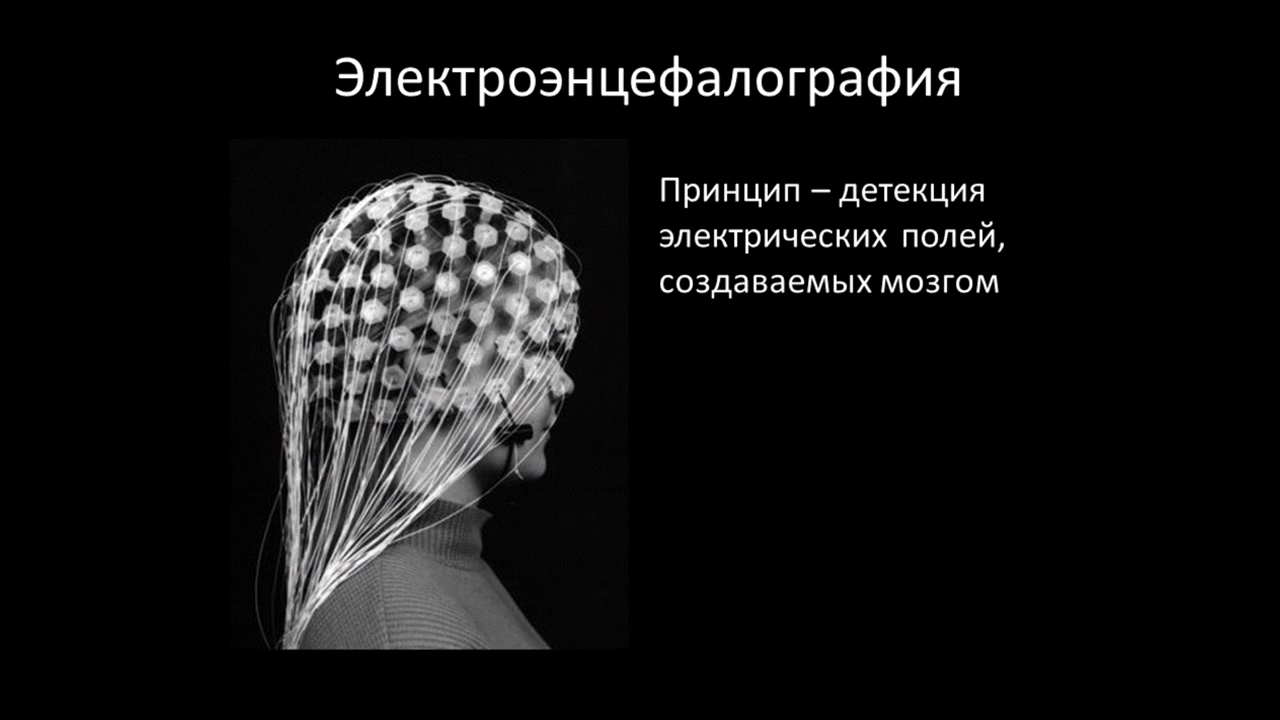 Электроэнцефалография
Принцип – детекция
электрических полей,
создаваемых мозгом